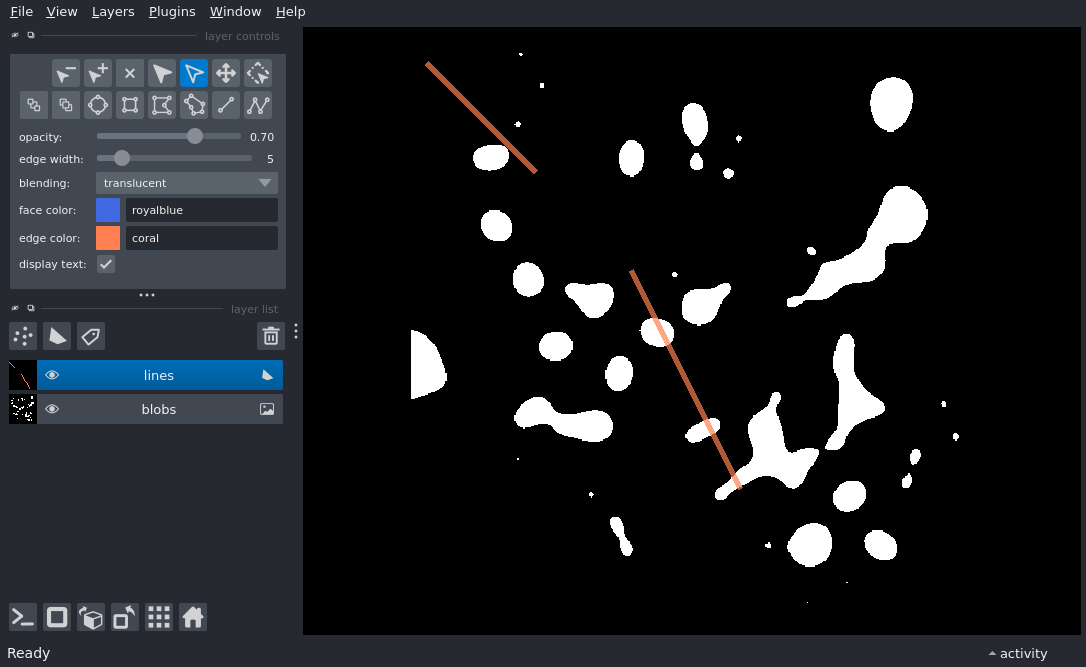 File View Layers Plugins Window Help
layer controls
opacity: 0.70
edge width: 5
blending: translucent
face color: royalblue
edge color: coral
display text:
layer list
lines
blobs
Ready
activity